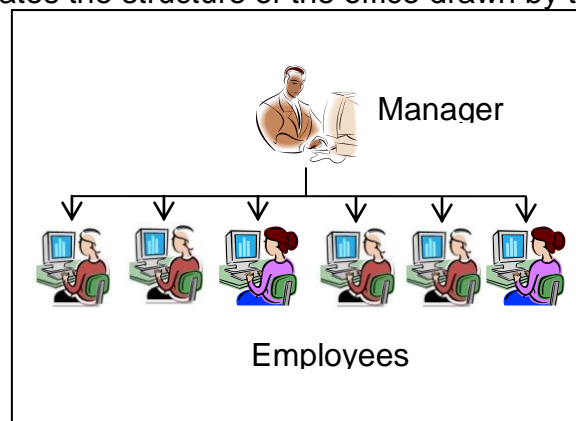 the structure of the office drawn by
Manager
Employees